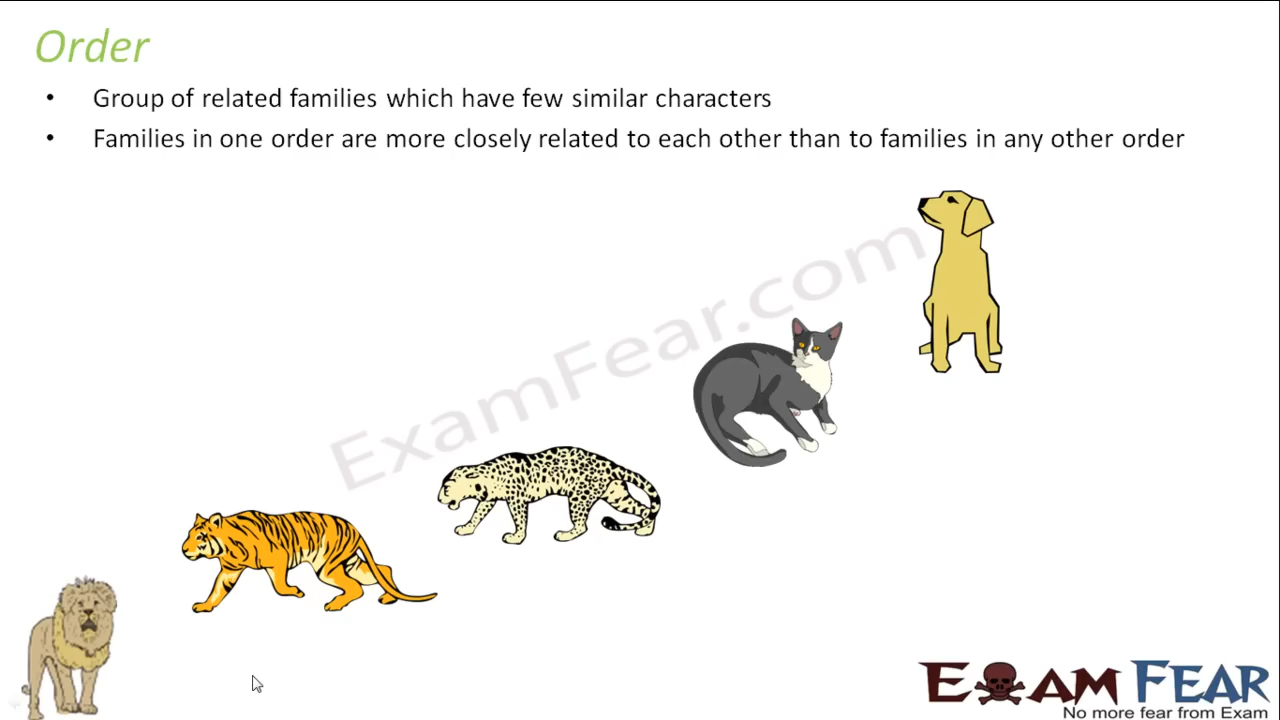 Order
• Group of related families which have few similar characters
• Families in one order are more closely related to each other than to families in any other order
ExamFear.com
EXAM FEAR
No more fear from Exam